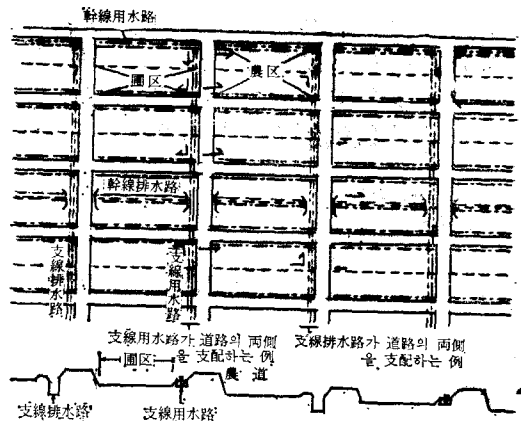 幹線用水路
圃区
農区
幹線排水路
支線排水路
支線用水路
支線用水路가 道路의 両側
을 支配하는 例
支線排水路가 道路의 両側
을 支配하는 例
圃区
農道
支線排水路
支線用水路